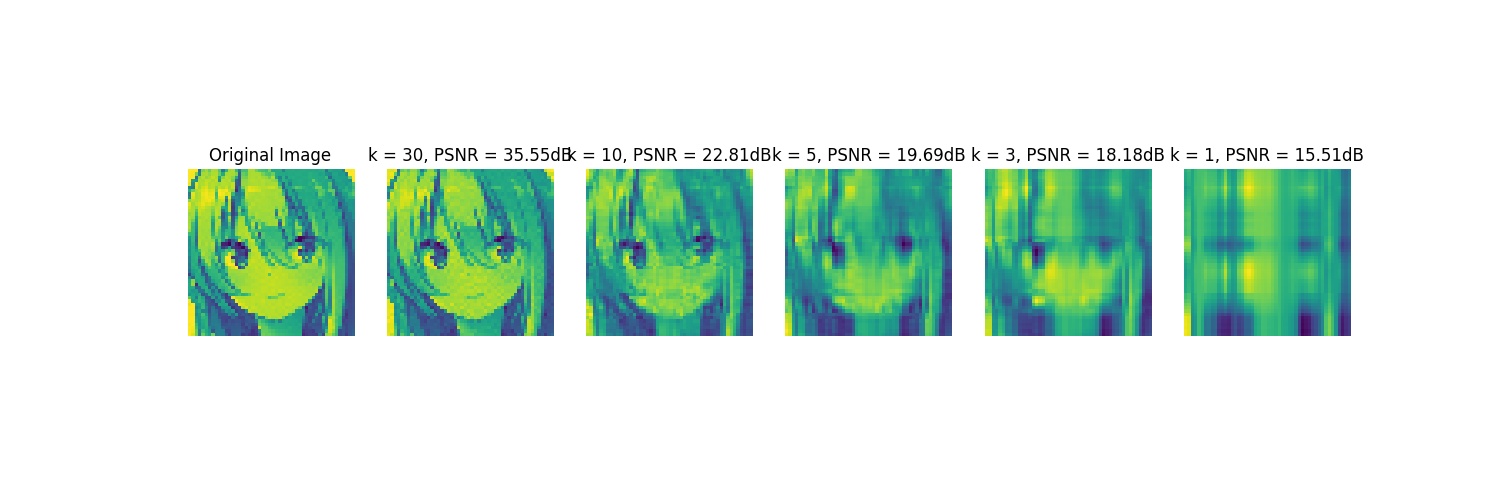 Original Image
k = 30, PSNR = 35.55dB
k = 10, PSNR = 22.81dB
k = 5, PSNR = 19.69dB
k = 3, PSNR = 18.18dB
k = 1, PSNR = 15.51dB